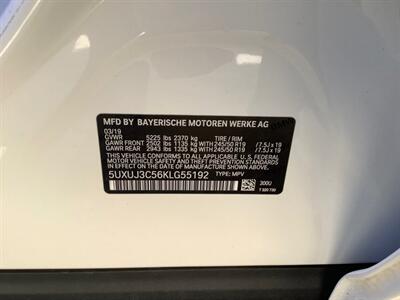 MFD BY BAYERISCHE MOTOREN WERKE AG
03/19
GVWR 5225 lbs 2370 kg TIRE / RIM
GAWR FRONT 2502 lbs 1135 kg 245/50 R19 /7.5J x 19
GAWR REAR 2943 lbs 1335 kg 245/50 R19 /7.5J x 19
THIS VEHICLE CONFORMS TO ALL APPLICABLE U.S. FEDERAL
MOTOR VEHICLE SAFETY, BUMPER, AND THEFT PREVENTION STANDARDS
IN EFFECT ON THE DATE OF MANUFACTURE SHOWN ABOVE.
5UXUJ3C56KLG55192 TYPE: MPV
300U